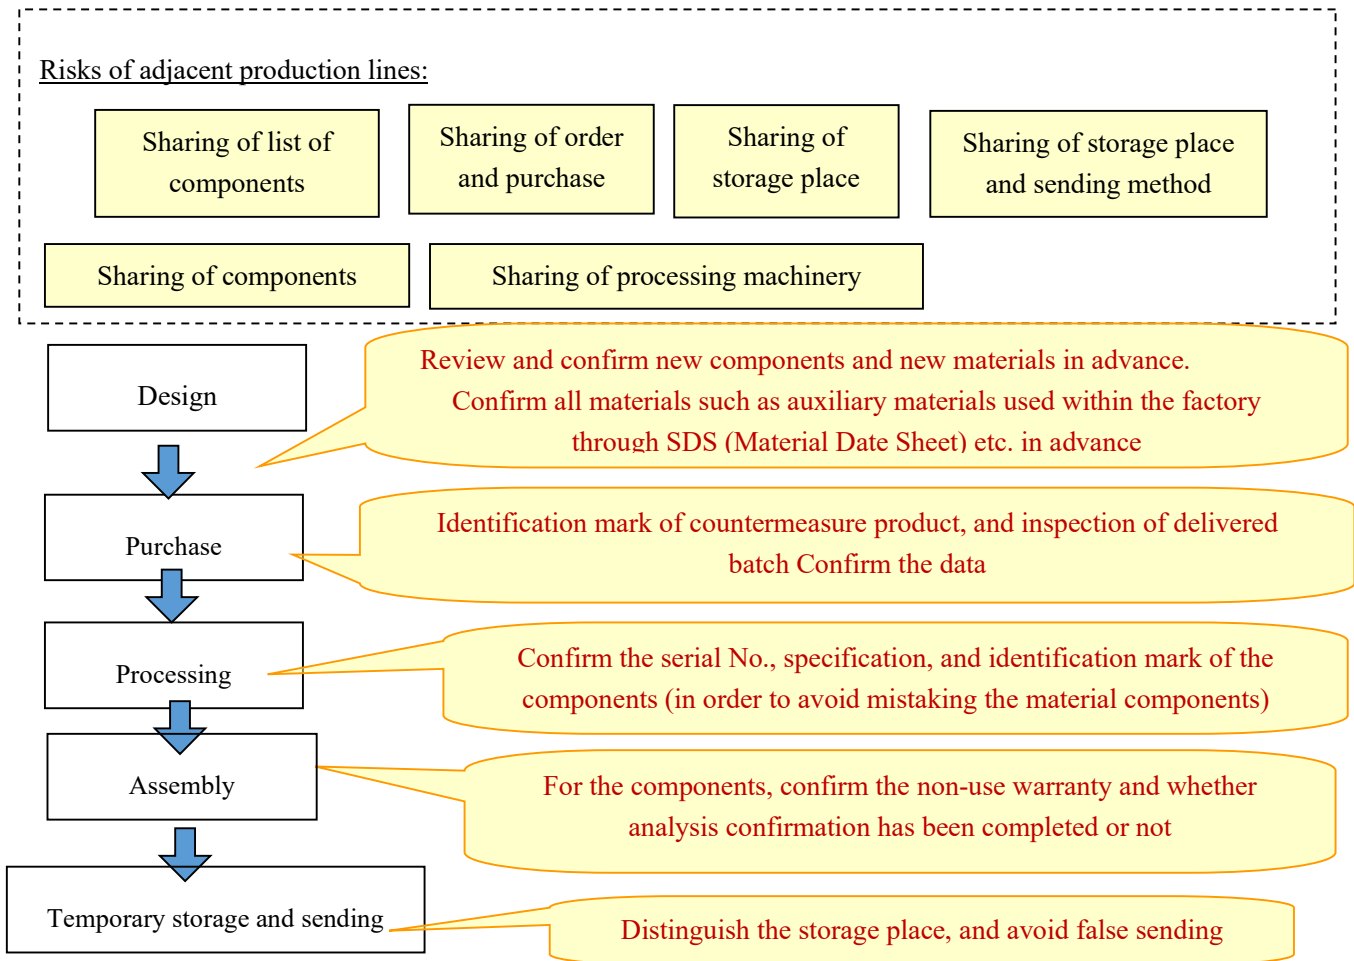 Risks of adjacent production lines:
Sharing of list of
components
Sharing of order
and purchase
Sharing of
storage place
Sharing of storage place
and sending method
Sharing of components
Sharing of processing machinery
Design
Review and confirm new components and new materials in advance.
Confirm all materials such as auxiliary materials used within the factory
through SDS (Material Date Sheet) etc. in advance
Purchase
Identification mark of countermeasure product, and inspection of delivered
batch Confirm the data
Processing
Confirm the serial No., specification, and identification mark of the
components (in order to avoid mistaking the material components)
Assembly
For the components, confirm the non-use warranty and whether
analysis confirmation has been completed or not
Temporary storage and sending
Distinguish the storage place, and avoid false sending